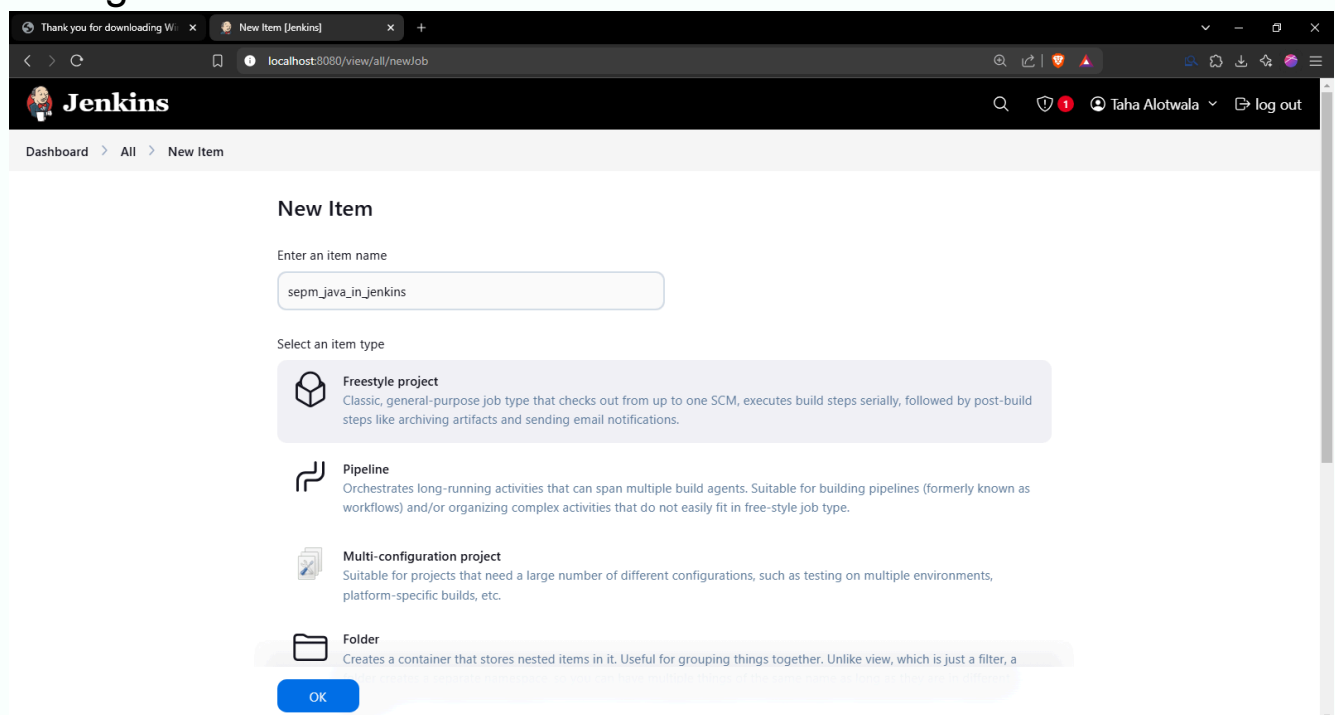 Thank you for downloading Wi
New Item [Jenkins]
localhost:8080/view/all/newJob
Jenkins
1
Taha Alotwala
log out
Dashboard > All > New Item
New Item
Enter an item name
sepm_java_in_jenkins
Select an item type
Freestyle project
Classic, general-purpose job type that checks out from up to one SCM, executes build steps serially, followed by post-build
steps like archiving artifacts and sending email notifications.
Pipeline
Orchestrates long-running activities that can span multiple build agents. Suitable for building pipelines (formerly known as
workflows) and/or organizing complex activities that do not easily fit in free-style job type.
Multi-configuration project
Suitable for projects that need a large number of different configurations, such as testing on multiple environments,
platform-specific builds, etc.
Folder
Creates a container that stores nested items in it. Useful for grouping things together. Unlike view, which is just a filter, a
OK